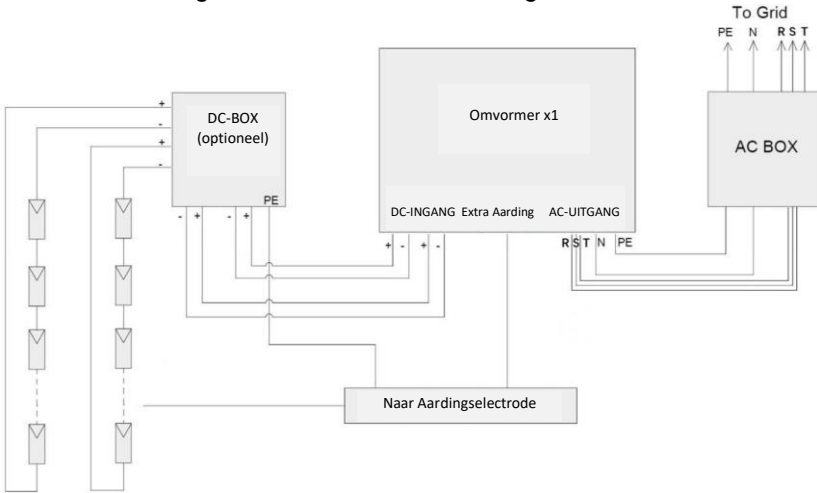 To Grid
PE N R S T
+
-
+
-
DC-BOX
(optioneel)
PE
- + - +
Omvormer x1
DC-INGANG Extra Aarding AC-UITGANG
+ - + -
R S T N PE
AC BOX
Naar Aardingselectrode